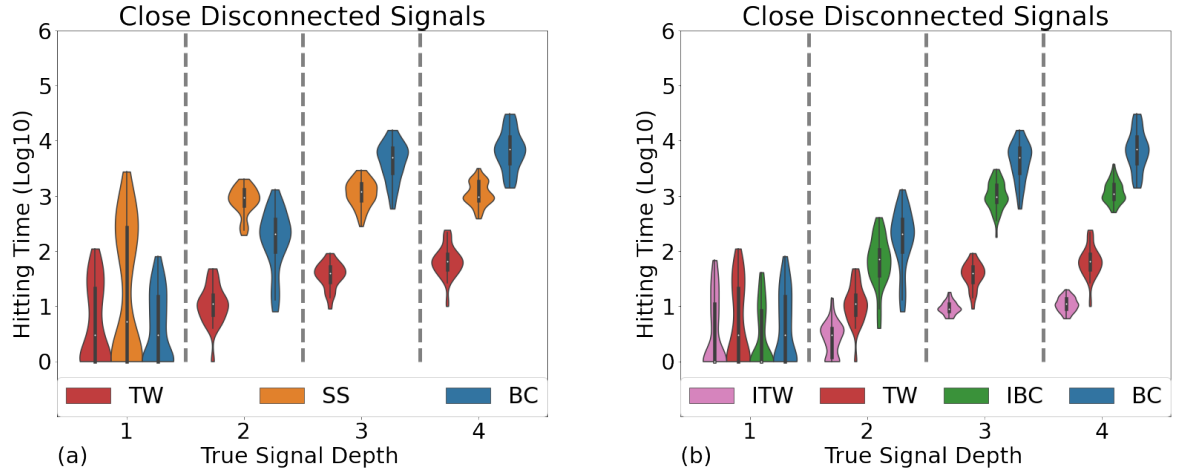 Close Disconnected Signals
Hitting Time (Log10)
6
5
4
3
2
1
0
TW SS BC
1 2 3 4
True Signal Depth
(a)
Close Disconnected Signals
Hitting Time (Log10)
6
5
4
3
2
1
0
ITW TW IBC BC
1 2 3 4
True Signal Depth
(b)